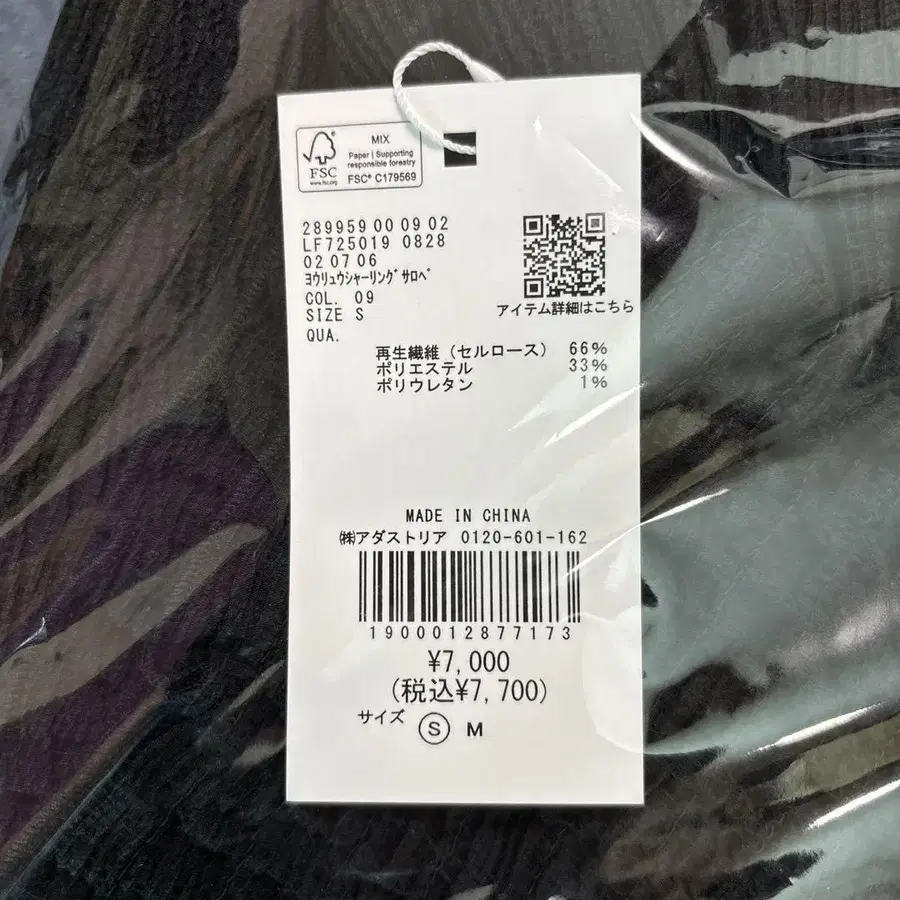 MIX
Paper | Supporting
responsible forestry
FSC® C179569
FSC
www.fsc.org
289959 00 09 02
LF725019 0828
02 07 06
ﾖｳﾘｭｳｼｬｰﾘﾝｸﾞｻﾛﾍﾟ
COL. 09
SIZE S
QUA.
アイテム詳細はこちら
再生繊維（セルロース） 66%
ポリエステル 33%
ポリウレタン 1%
MADE IN CHINA
㈱アダストリア 0120-601-162
1900012877173
¥7,000
(税込¥7,700)
サイズ Ⓢ M